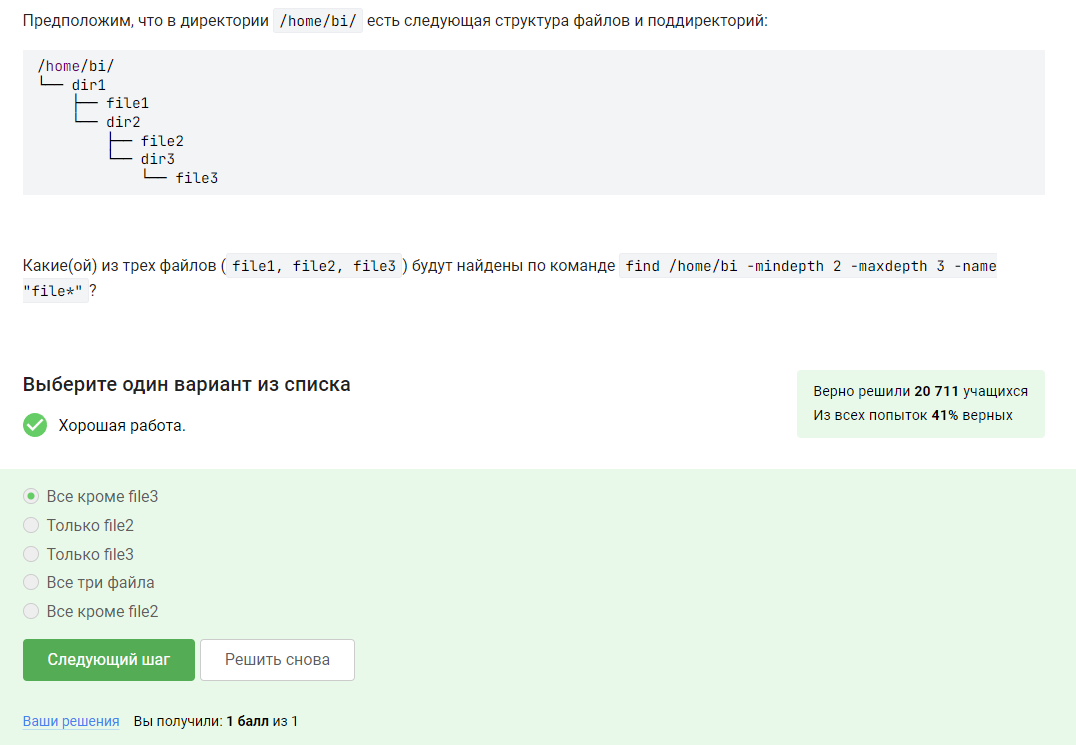 Предположим, что в директории /home/bi/ есть следующая структура файлов и поддиректорий:
/home/bi/
└── dir1
    ├── file1
    └── dir2
        ├── file2
        └── dir3
            └── file3
Какие(ой) из трех файлов ( file1, file2, file3 ) будут найдены по команде find /home/bi -mindepth 2 -maxdepth 3 -name
"file*" ?
Выберите один вариант из списка
Верно решили 20 711 учащихся
Из всех попыток 41% верных
Хорошая работа.
Все кроме file3
Только file2
Только file3
Все три файла
Все кроме file2
Следующий шаг Решить снова
Ваши решения Вы получили: 1 балл из 1